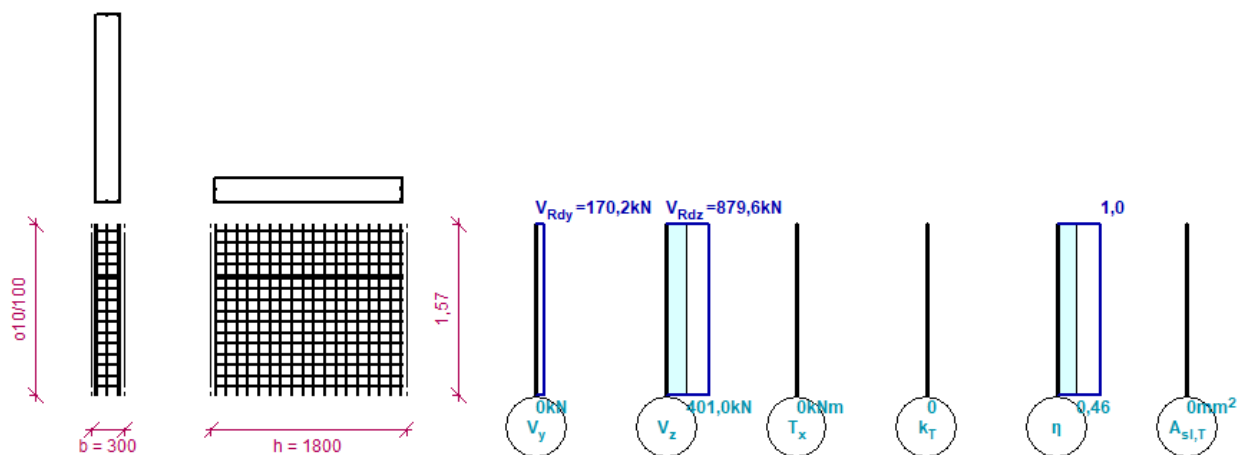 V_Rdy =170,2kN V_Rdz =879,6kN 1,0
o10/100
1,57
0kN 401,0kN 0kNm 0 0,46 0mm²
V_y V_z T_x k_T η A_sl,T
b = 300 h = 1800